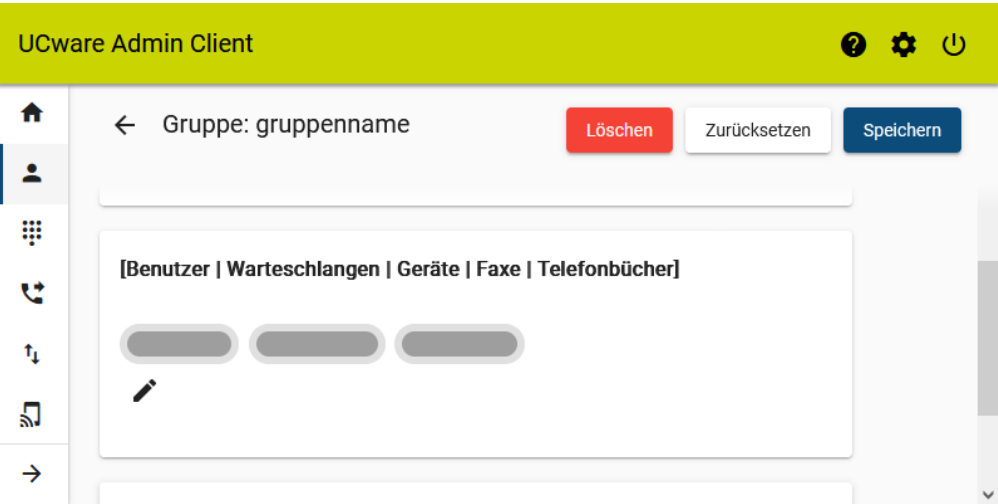 UCware Admin Client
Gruppe: gruppenname
Löschen
Zurücksetzen
Speichern
[Benutzer | Warteschlangen | Geräte | Faxe | Telefonbücher]